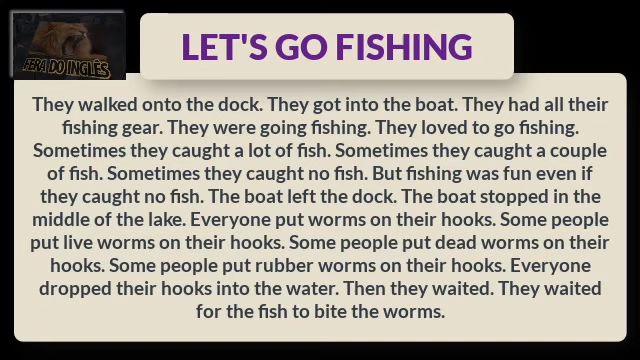 FERA DO INGLÊS
LET'S GO FISHING
They walked onto the dock. They got into the boat. They had all their
fishing gear. They were going fishing. They loved to go fishing.
Sometimes they caught a lot of fish. Sometimes they caught a couple
of fish. Sometimes they caught no fish. But fishing was fun even if
they caught no fish. The boat left the dock. The boat stopped in the
middle of the lake. Everyone put worms on their hooks. Some people
put live worms on their hooks. Some people put dead worms on their
hooks. Some people put rubber worms on their hooks. Everyone
dropped their hooks into the water. Then they waited. They waited
for the fish to bite the worms.